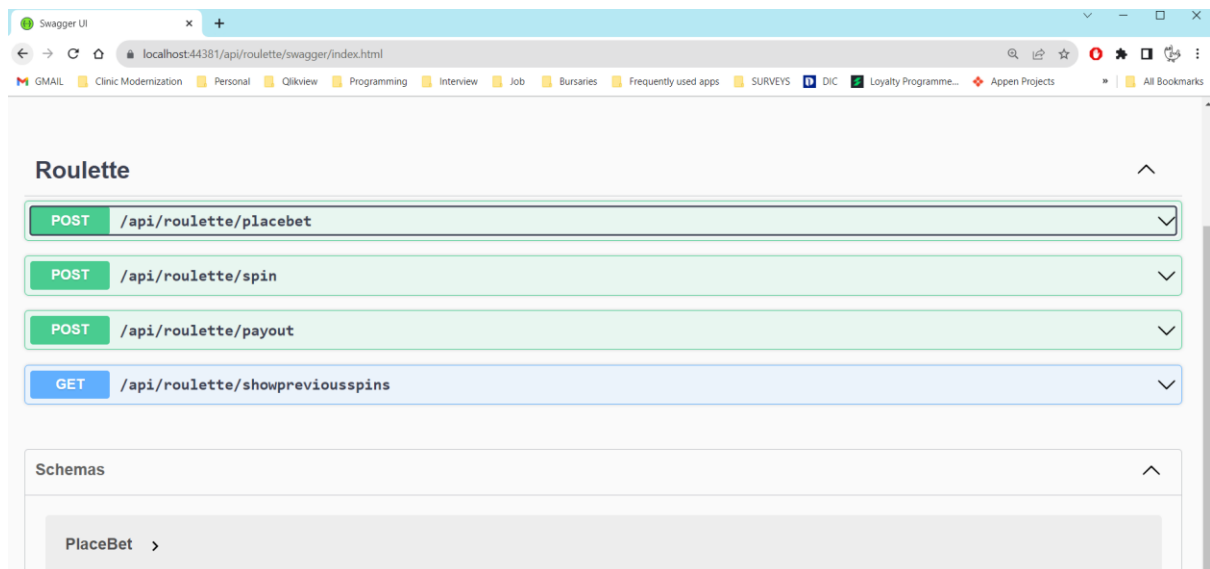 Swagger UI
localhost:44381/api/roulette/swagger/index.html
GMAIL Clinic Modernization Personal Qlikview Programming Interview Job Bursaries Frequently used apps SURVEYS DIC Loyalty Programme... Appen Projects » All Bookmarks
Roulette
POST /api/roulette/placebet
POST /api/roulette/spin
POST /api/roulette/payout
GET /api/roulette/showpreviousspins
Schemas
PlaceBet